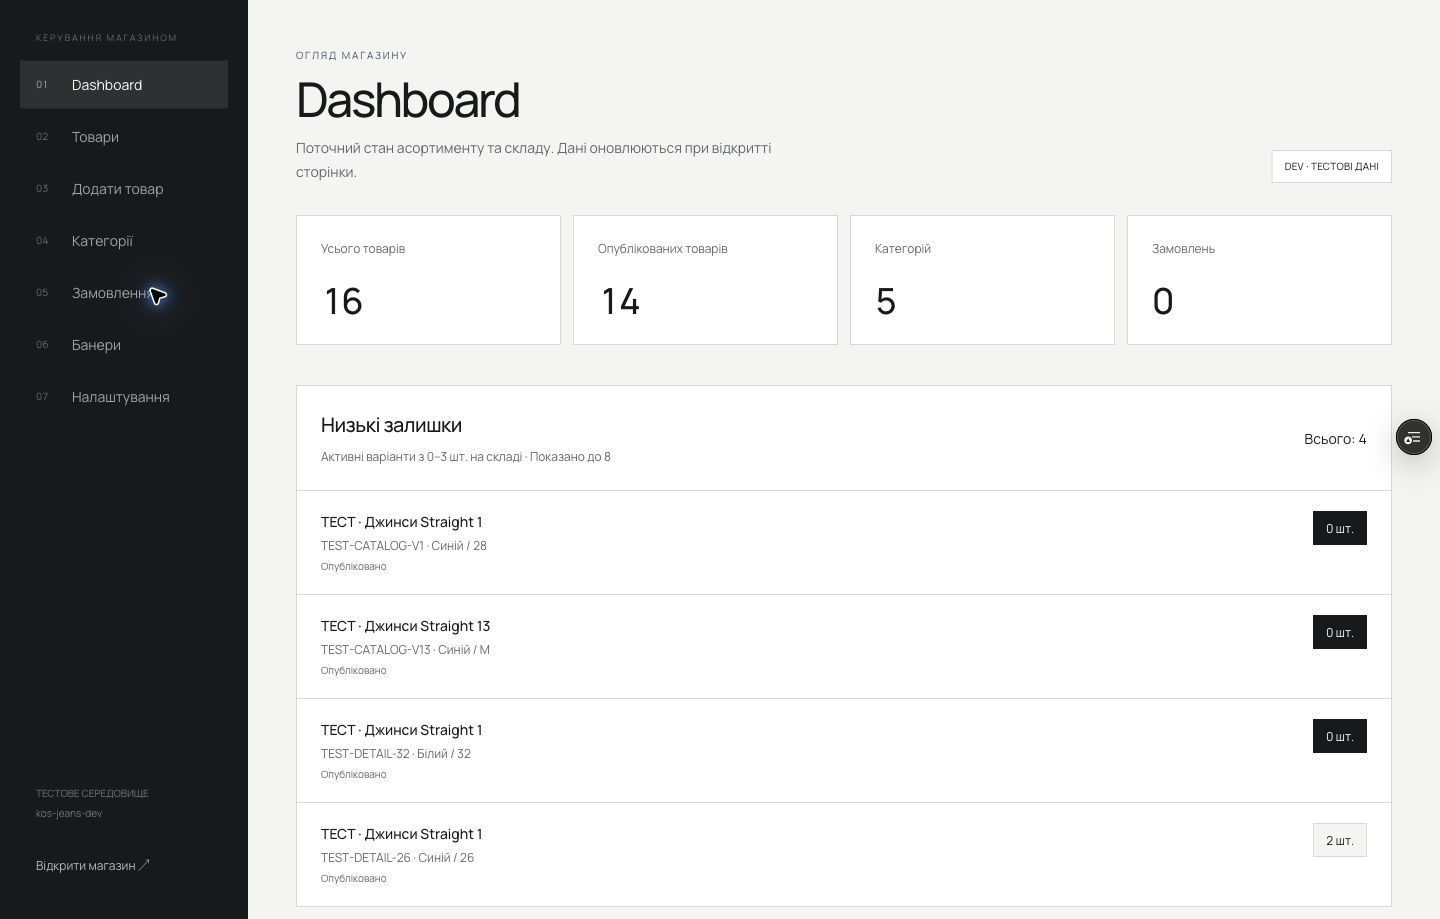 КЕРУВАННЯ МАГАЗИНОМ
01 Dashboard
02 Товари
03 Додати товар
04 Категорії
05 Замовлення
06 Банери
07 Налаштування
ТЕСТОВЕ СЕРЕДОВИЩЕ
kos-jeans-dev
Відкрити магазин ↗
ОГЛЯД МАГАЗИНУ
Dashboard
Поточний стан асортименту та складу. Дані оновлюються при відкритті
сторінки.
DEV · ТЕСТОВІ ДАНІ
Усього товарів
16
Опублікованих товарів
14
Категорій
5
Замовлень
0
Низькі залишки
Активні варіанти з 0–3 шт. на складі · Показано до 8
Всього: 4
ТЕСТ · Джинси Straight 1
TEST-CATALOG-V1 · Синій / 28
Опубліковано
0 шт.
ТЕСТ · Джинси Straight 13
TEST-CATALOG-V13 · Синій / M
Опубліковано
0 шт.
ТЕСТ · Джинси Straight 1
TEST-DETAIL-32 · Білий / 32
Опубліковано
0 шт.
ТЕСТ · Джинси Straight 1
TEST-DETAIL-26 · Синій / 26
Опубліковано
2 шт.